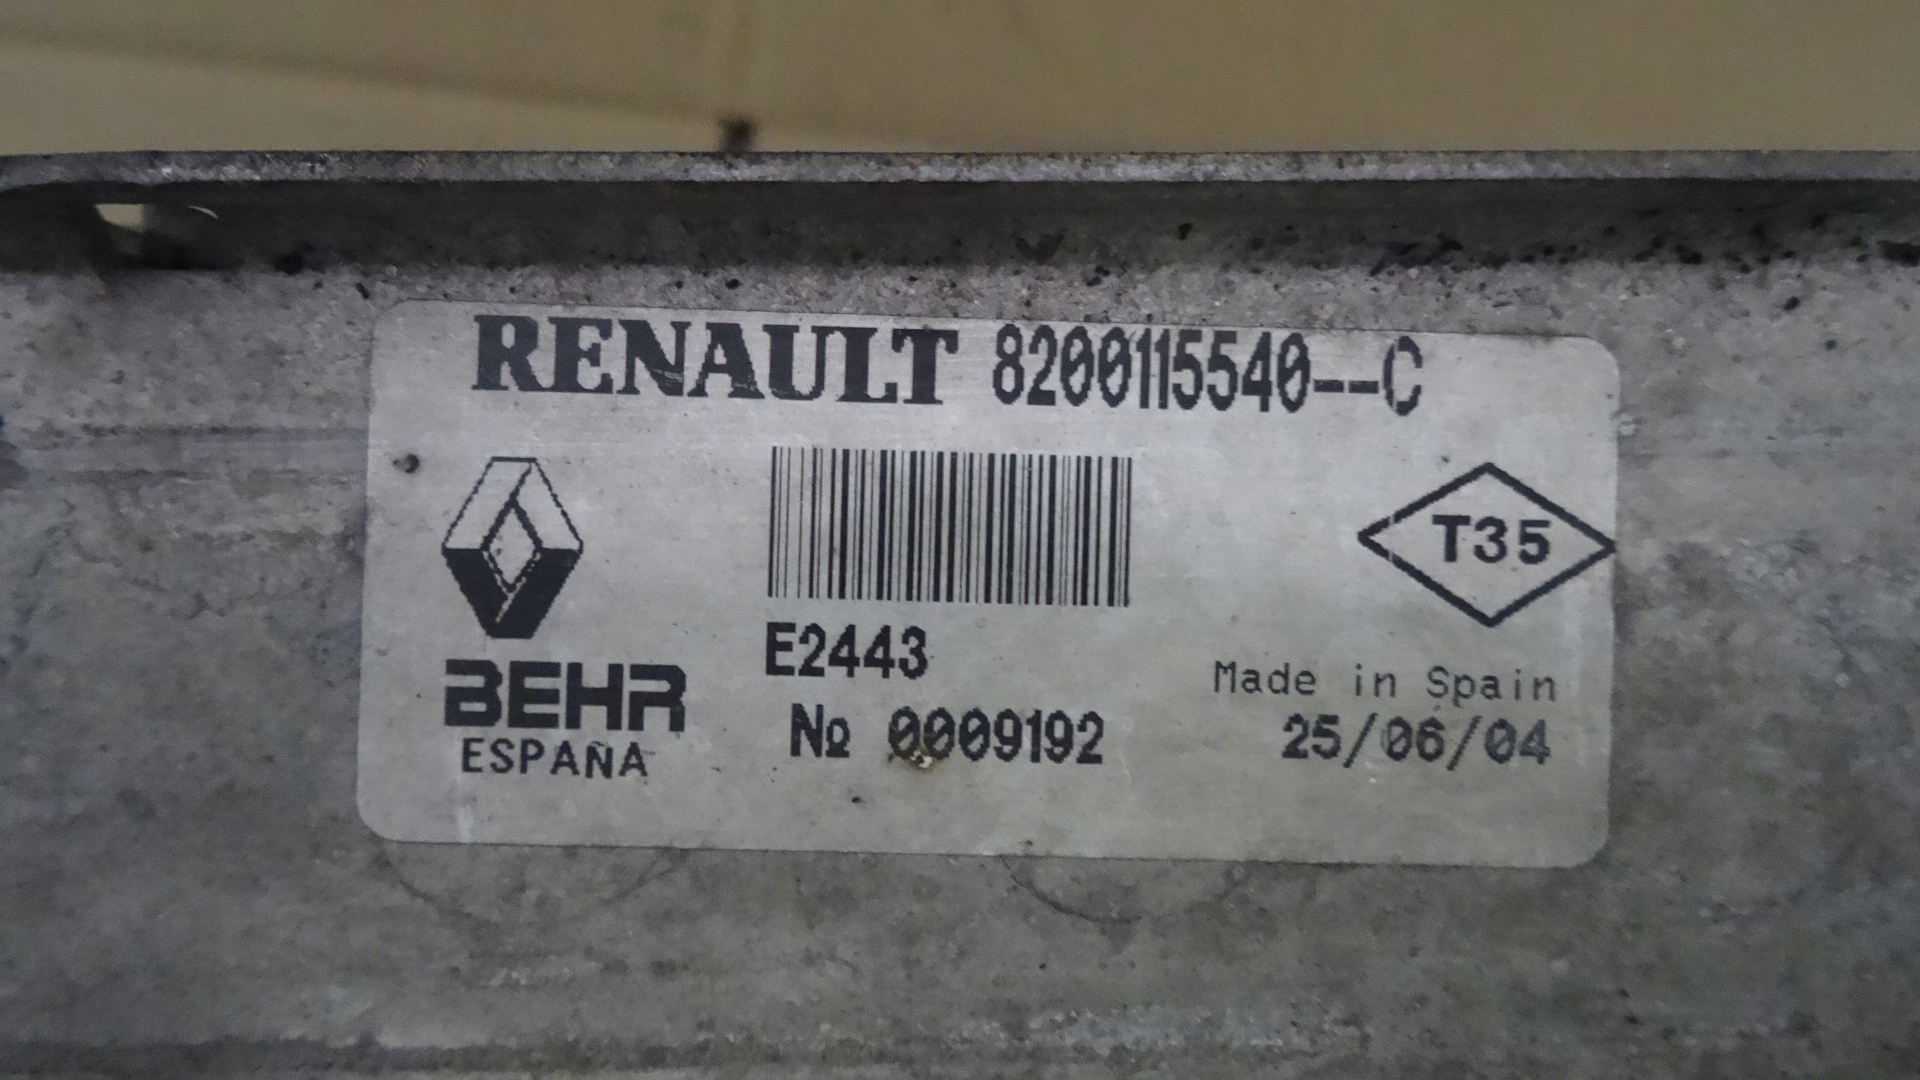 RENAULT 8200115540--C
T35
E2443
BEHR
ESPAÑA
Nº 0009192
Made in Spain
25/06/04